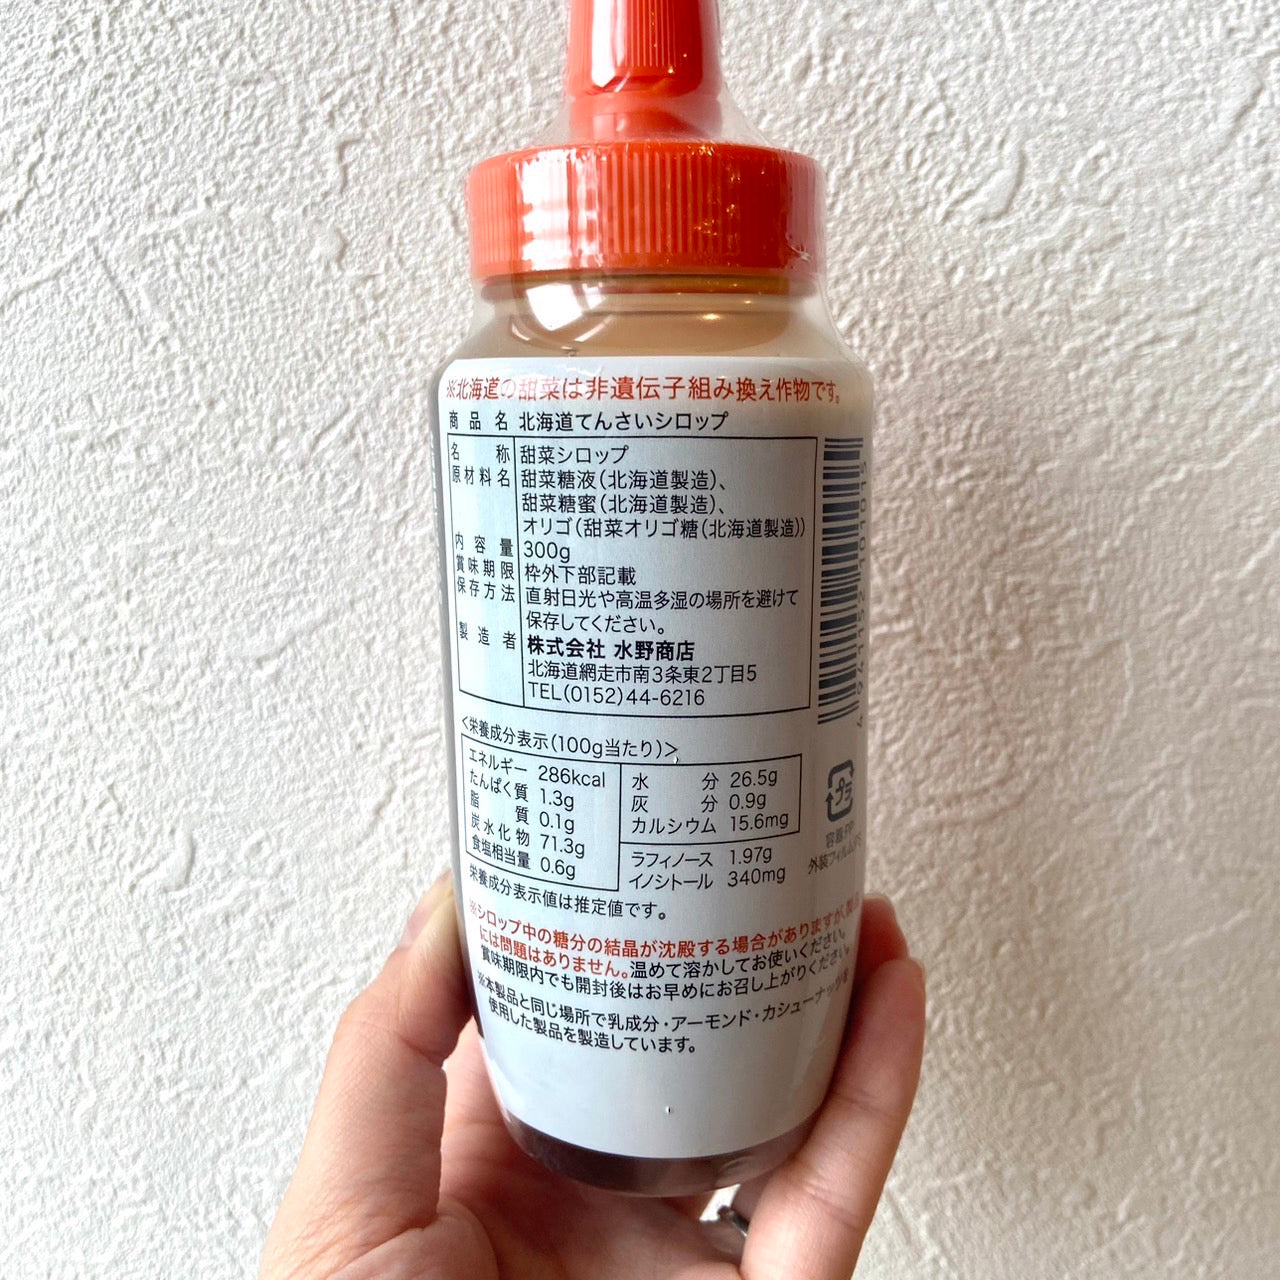 ※北海道の甜菜は非遺伝子組み換え作物です。
商品名 北海道てんさいシロップ
名称 甜菜シロップ
原材料名 甜菜糖液(北海道製造)、
甜菜糖蜜(北海道製造)、
オリゴ(甜菜オリゴ糖(北海道製造))
内容量 300g
賞味期限 枠外下部記載
保存方法 直射日光や高温多湿の場所を避けて
保存してください。
製造者 株式会社 水野商店
北海道網走市南3条東2丁目5
TEL(0152)44-6216
<栄養成分表示(100g当たり)>
エネルギー 286kcal
たんぱく質 1.3g
脂質 0.1g
炭水化物 71.3g
食塩相当量 0.6g
水分 26.5g
灰分 0.9g
カルシウム 15.6mg
ラフィノース 1.97g
イノシトール 340mg
栄養成分表示値は推定値です。
※シロップ中の糖分の結晶が沈殿する場合がありますが、製品
には問題はありません。温めて溶かしてお使いください。
賞味期限内でも開封後はお早めにお召し上がりください。
※本製品と同じ場所で乳成分・アーモンド・カシューナッツを
使用した製品を製造しています。
プラ
容器:PP
外装フィルム